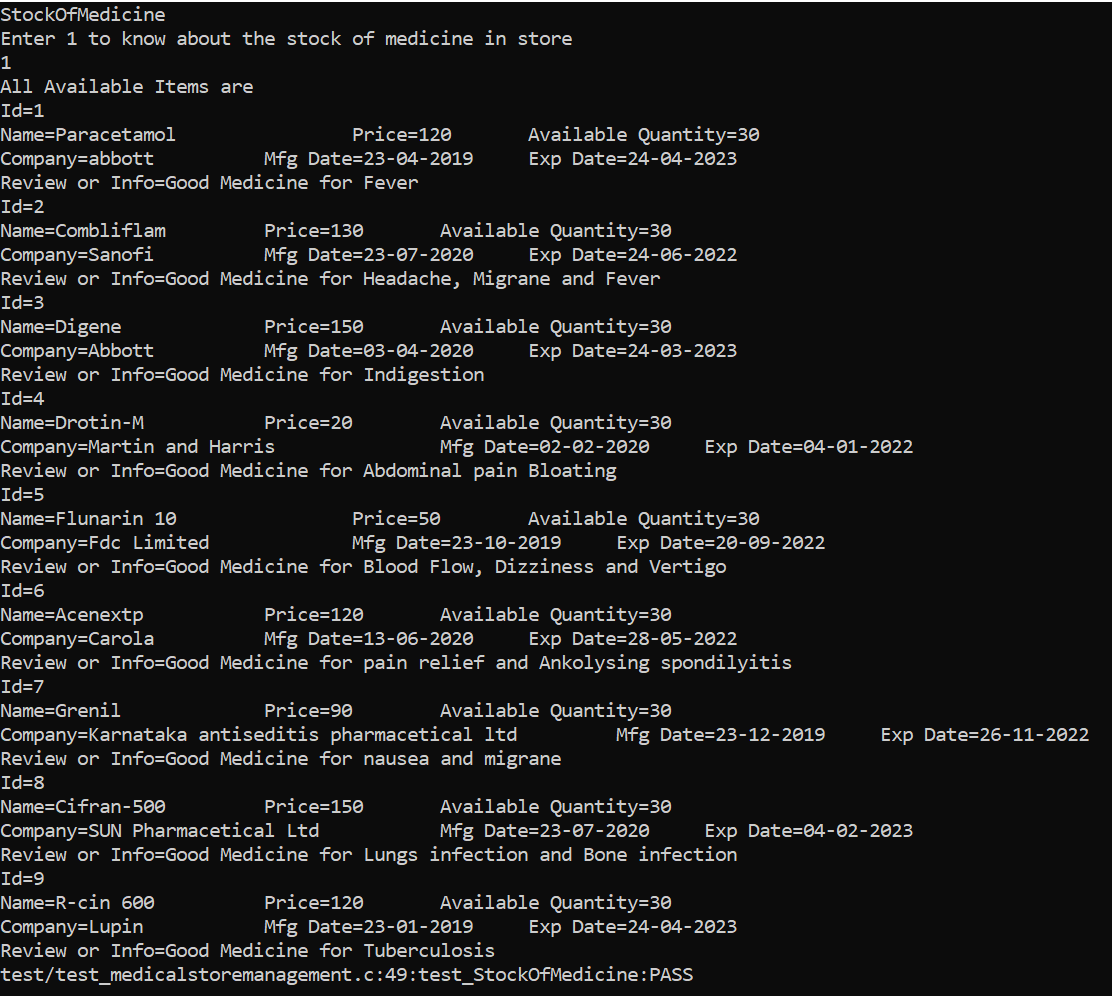 StockOfMedicine
Enter 1 to know about the stock of medicine in store
1
All Available Items are
Id=1
Name=Paracetamol Price=120 Available Quantity=30
Company=abbott Mfg Date=23-04-2019 Exp Date=24-04-2023
Review or Info=Good Medicine for Fever
Id=2
Name=Combliflam Price=130 Available Quantity=30
Company=Sanofi Mfg Date=23-07-2020 Exp Date=24-06-2022
Review or Info=Good Medicine for Headache, Migrane and Fever
Id=3
Name=Digene Price=150 Available Quantity=30
Company=Abbott Mfg Date=03-04-2020 Exp Date=24-03-2023
Review or Info=Good Medicine for Indigestion
Id=4
Name=Drotin-M Price=20 Available Quantity=30
Company=Martin and Harris Mfg Date=02-02-2020 Exp Date=04-01-2022
Review or Info=Good Medicine for Abdominal pain Bloating
Id=5
Name=Flunarin 10 Price=50 Available Quantity=30
Company=Fdc Limited Mfg Date=23-10-2019 Exp Date=20-09-2022
Review or Info=Good Medicine for Blood Flow, Dizziness and Vertigo
Id=6
Name=Acenextp Price=120 Available Quantity=30
Company=Carola Mfg Date=13-06-2020 Exp Date=28-05-2022
Review or Info=Good Medicine for pain relief and Ankolysing spondilyitis
Id=7
Name=Grenil Price=90 Available Quantity=30
Company=Karnataka antiseditis pharmacetical ltd Mfg Date=23-12-2019 Exp Date=26-11-2022
Review or Info=Good Medicine for nausea and migrane
Id=8
Name=Cifran-500 Price=150 Available Quantity=30
Company=SUN Pharmacetical Ltd Mfg Date=23-07-2020 Exp Date=04-02-2023
Review or Info=Good Medicine for Lungs infection and Bone infection
Id=9
Name=R-cin 600 Price=120 Available Quantity=30
Company=Lupin Mfg Date=23-01-2019 Exp Date=24-04-2023
Review or Info=Good Medicine for Tuberculosis
test/test_medicalstoremanagement.c:49:test_StockOfMedicine:PASS